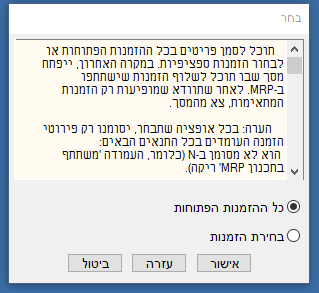 בחר
תוכל לסמן פריטים בכל ההזמנות הפתוחות או
לבחור הזמנות ספציפיות. במקרה האחרון, ייפתח
מסך שבו תוכל לשלוף הזמנות שישתתפו
ב-MRP. לאחר שתוודא שמופיעות רק הזמנות
המתאימות, צא מהמסך.
הערה: בכל אופציה שתבחר, יסומנו רק פירוטי
הזמנה העומדים בכל התנאים הבאים:
הוא לא מסומן ב-N (כלומר, העמודה 'משתתף
בתכנון MRP' ריקה).
כל ההזמנות הפתוחות
בחירת הזמנות
אישור עזרה ביטול